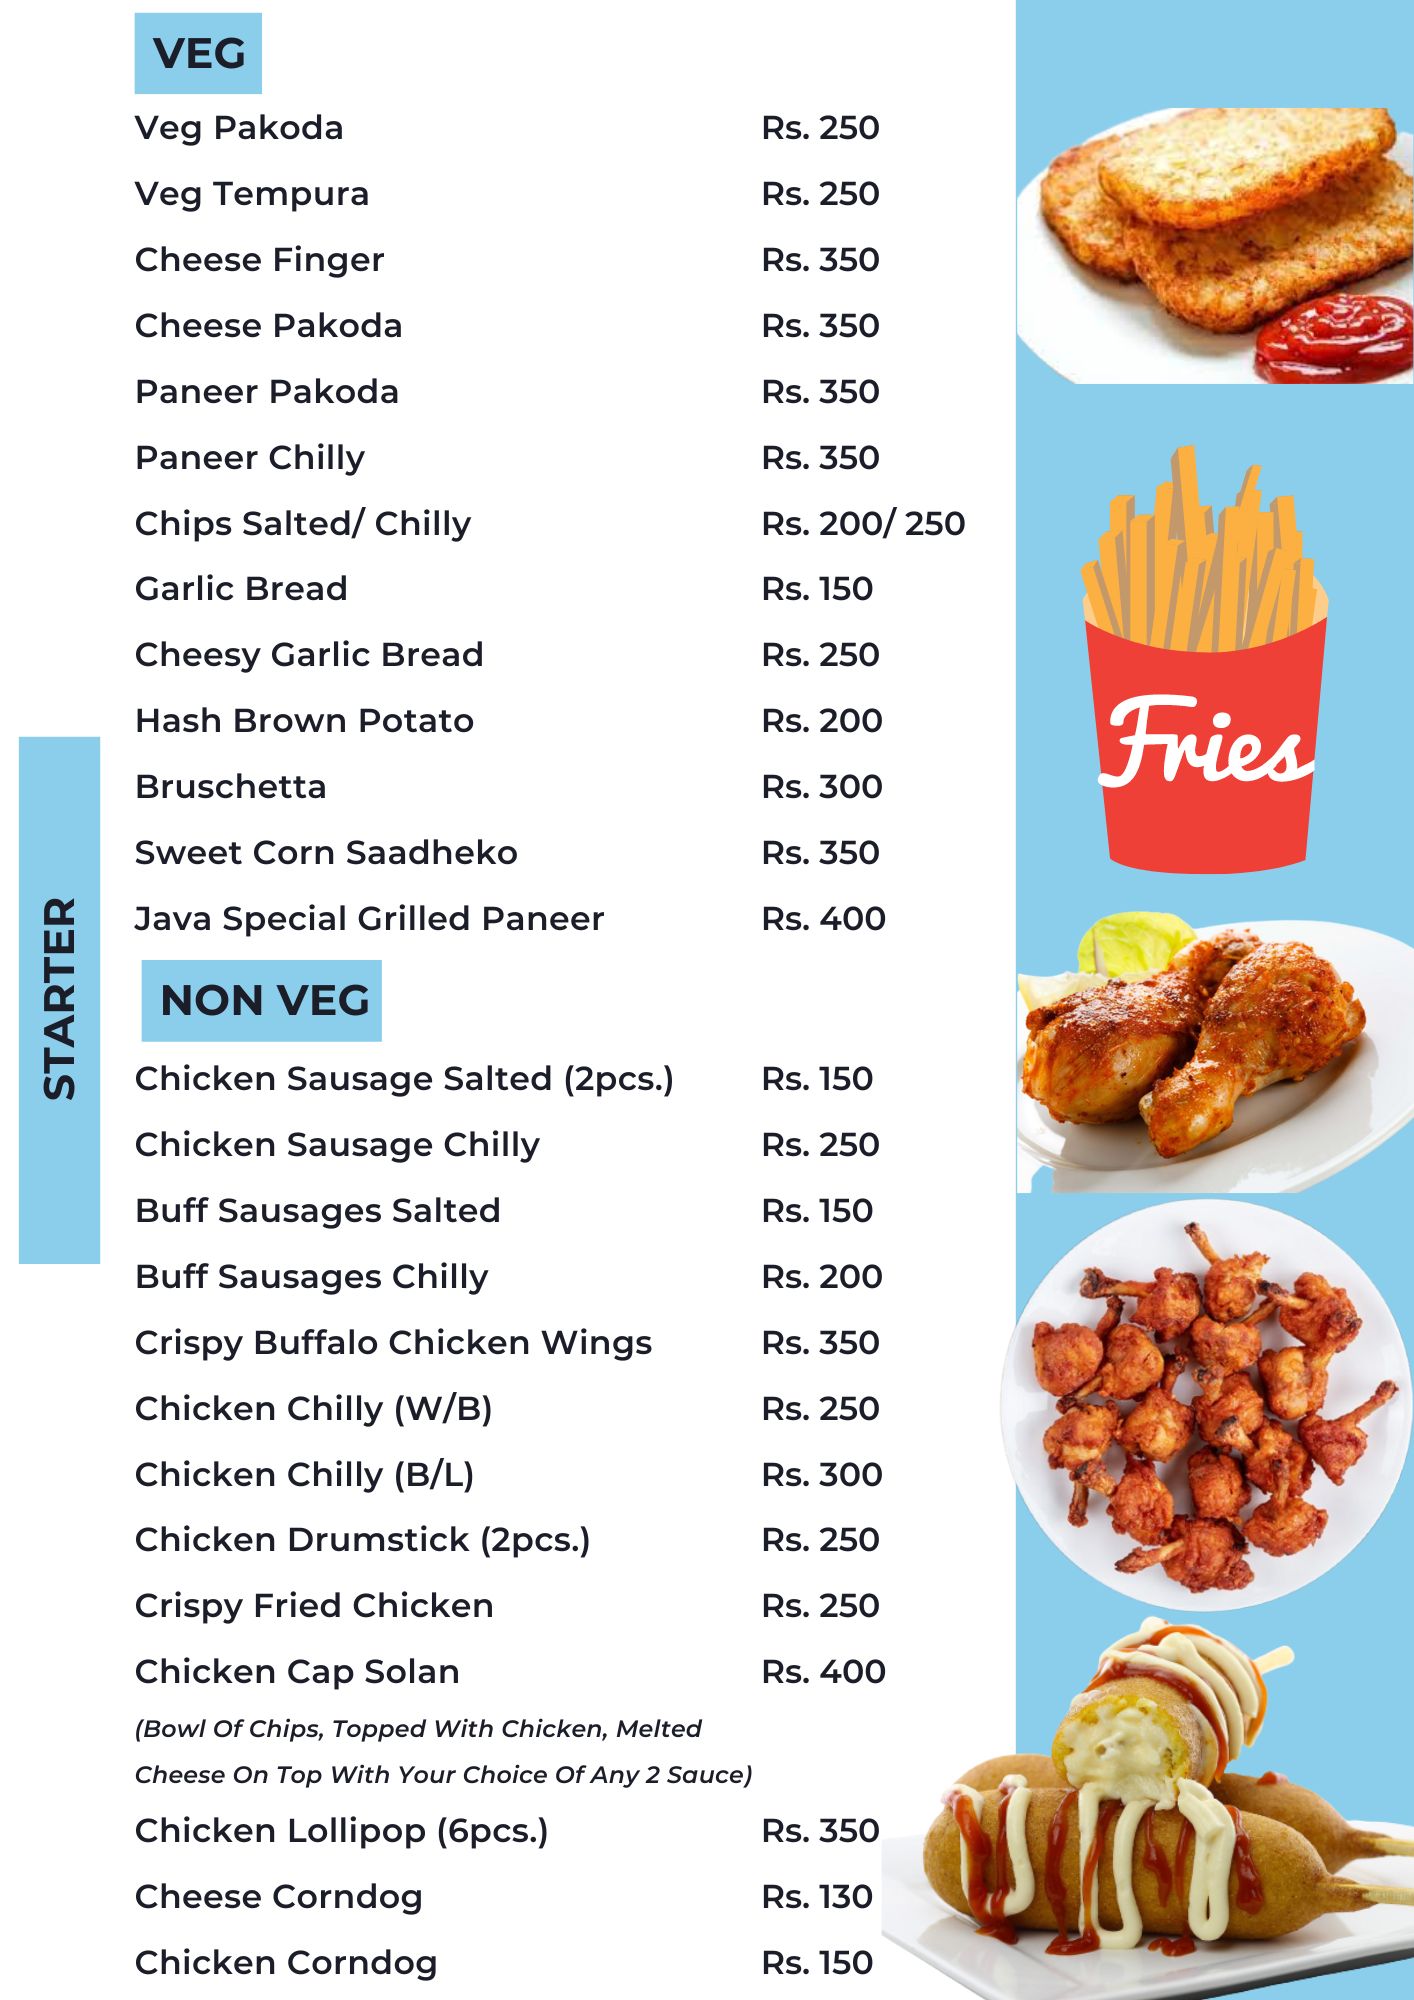 VEG
Veg Pakoda Rs. 250
Veg Tempura Rs. 250
Cheese Finger Rs. 350
Cheese Pakoda Rs. 350
Paneer Pakoda Rs. 350
Paneer Chilly Rs. 350
Chips Salted/ Chilly Rs. 200/ 250
Garlic Bread Rs. 150
Cheesy Garlic Bread Rs. 250
Hash Brown Potato Rs. 200
Bruschetta Rs. 300
Sweet Corn Saadheko Rs. 350
Java Special Grilled Paneer Rs. 400
STARTER
NON VEG
Chicken Sausage Salted (2pcs.) Rs. 150
Chicken Sausage Chilly Rs. 250
Buff Sausages Salted Rs. 150
Buff Sausages Chilly Rs. 200
Crispy Buffalo Chicken Wings Rs. 350
Chicken Chilly (W/B) Rs. 250
Chicken Chilly (B/L) Rs. 300
Chicken Drumstick (2pcs.) Rs. 250
Crispy Fried Chicken Rs. 250
Chicken Cap Solan Rs. 400
(Bowl Of Chips, Topped With Chicken, Melted
Cheese On Top With Your Choice Of Any 2 Sauce)
Chicken Lollipop (6pcs.) Rs. 350
Cheese Corndog Rs. 130
Chicken Corndog Rs. 150
Fries